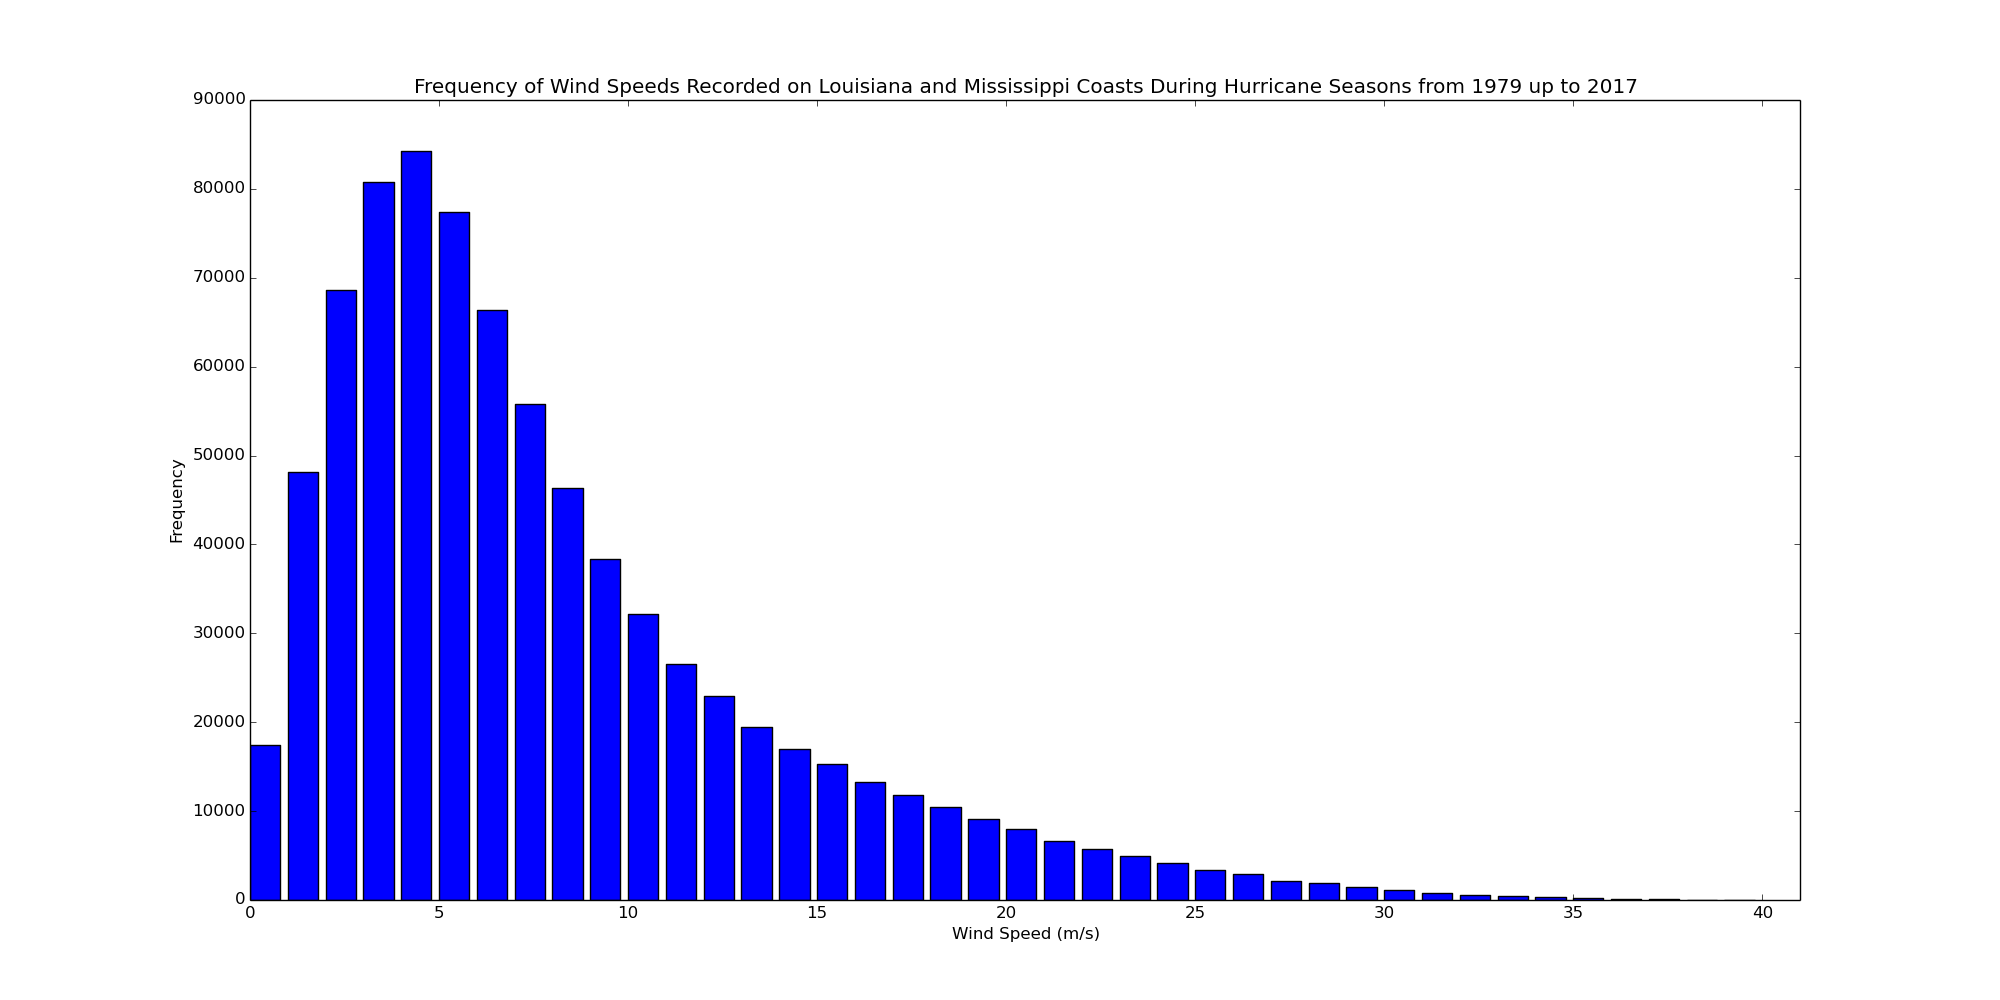 Frequency of Wind Speeds Recorded on Louisiana and Mississippi Coasts During Hurricane Seasons from 1979 up to 2017
90000
80000
70000
60000
50000
40000
30000
20000
10000
0
Frequency
0 5 10 15 20 25 30 35 40
Wind Speed (m/s)